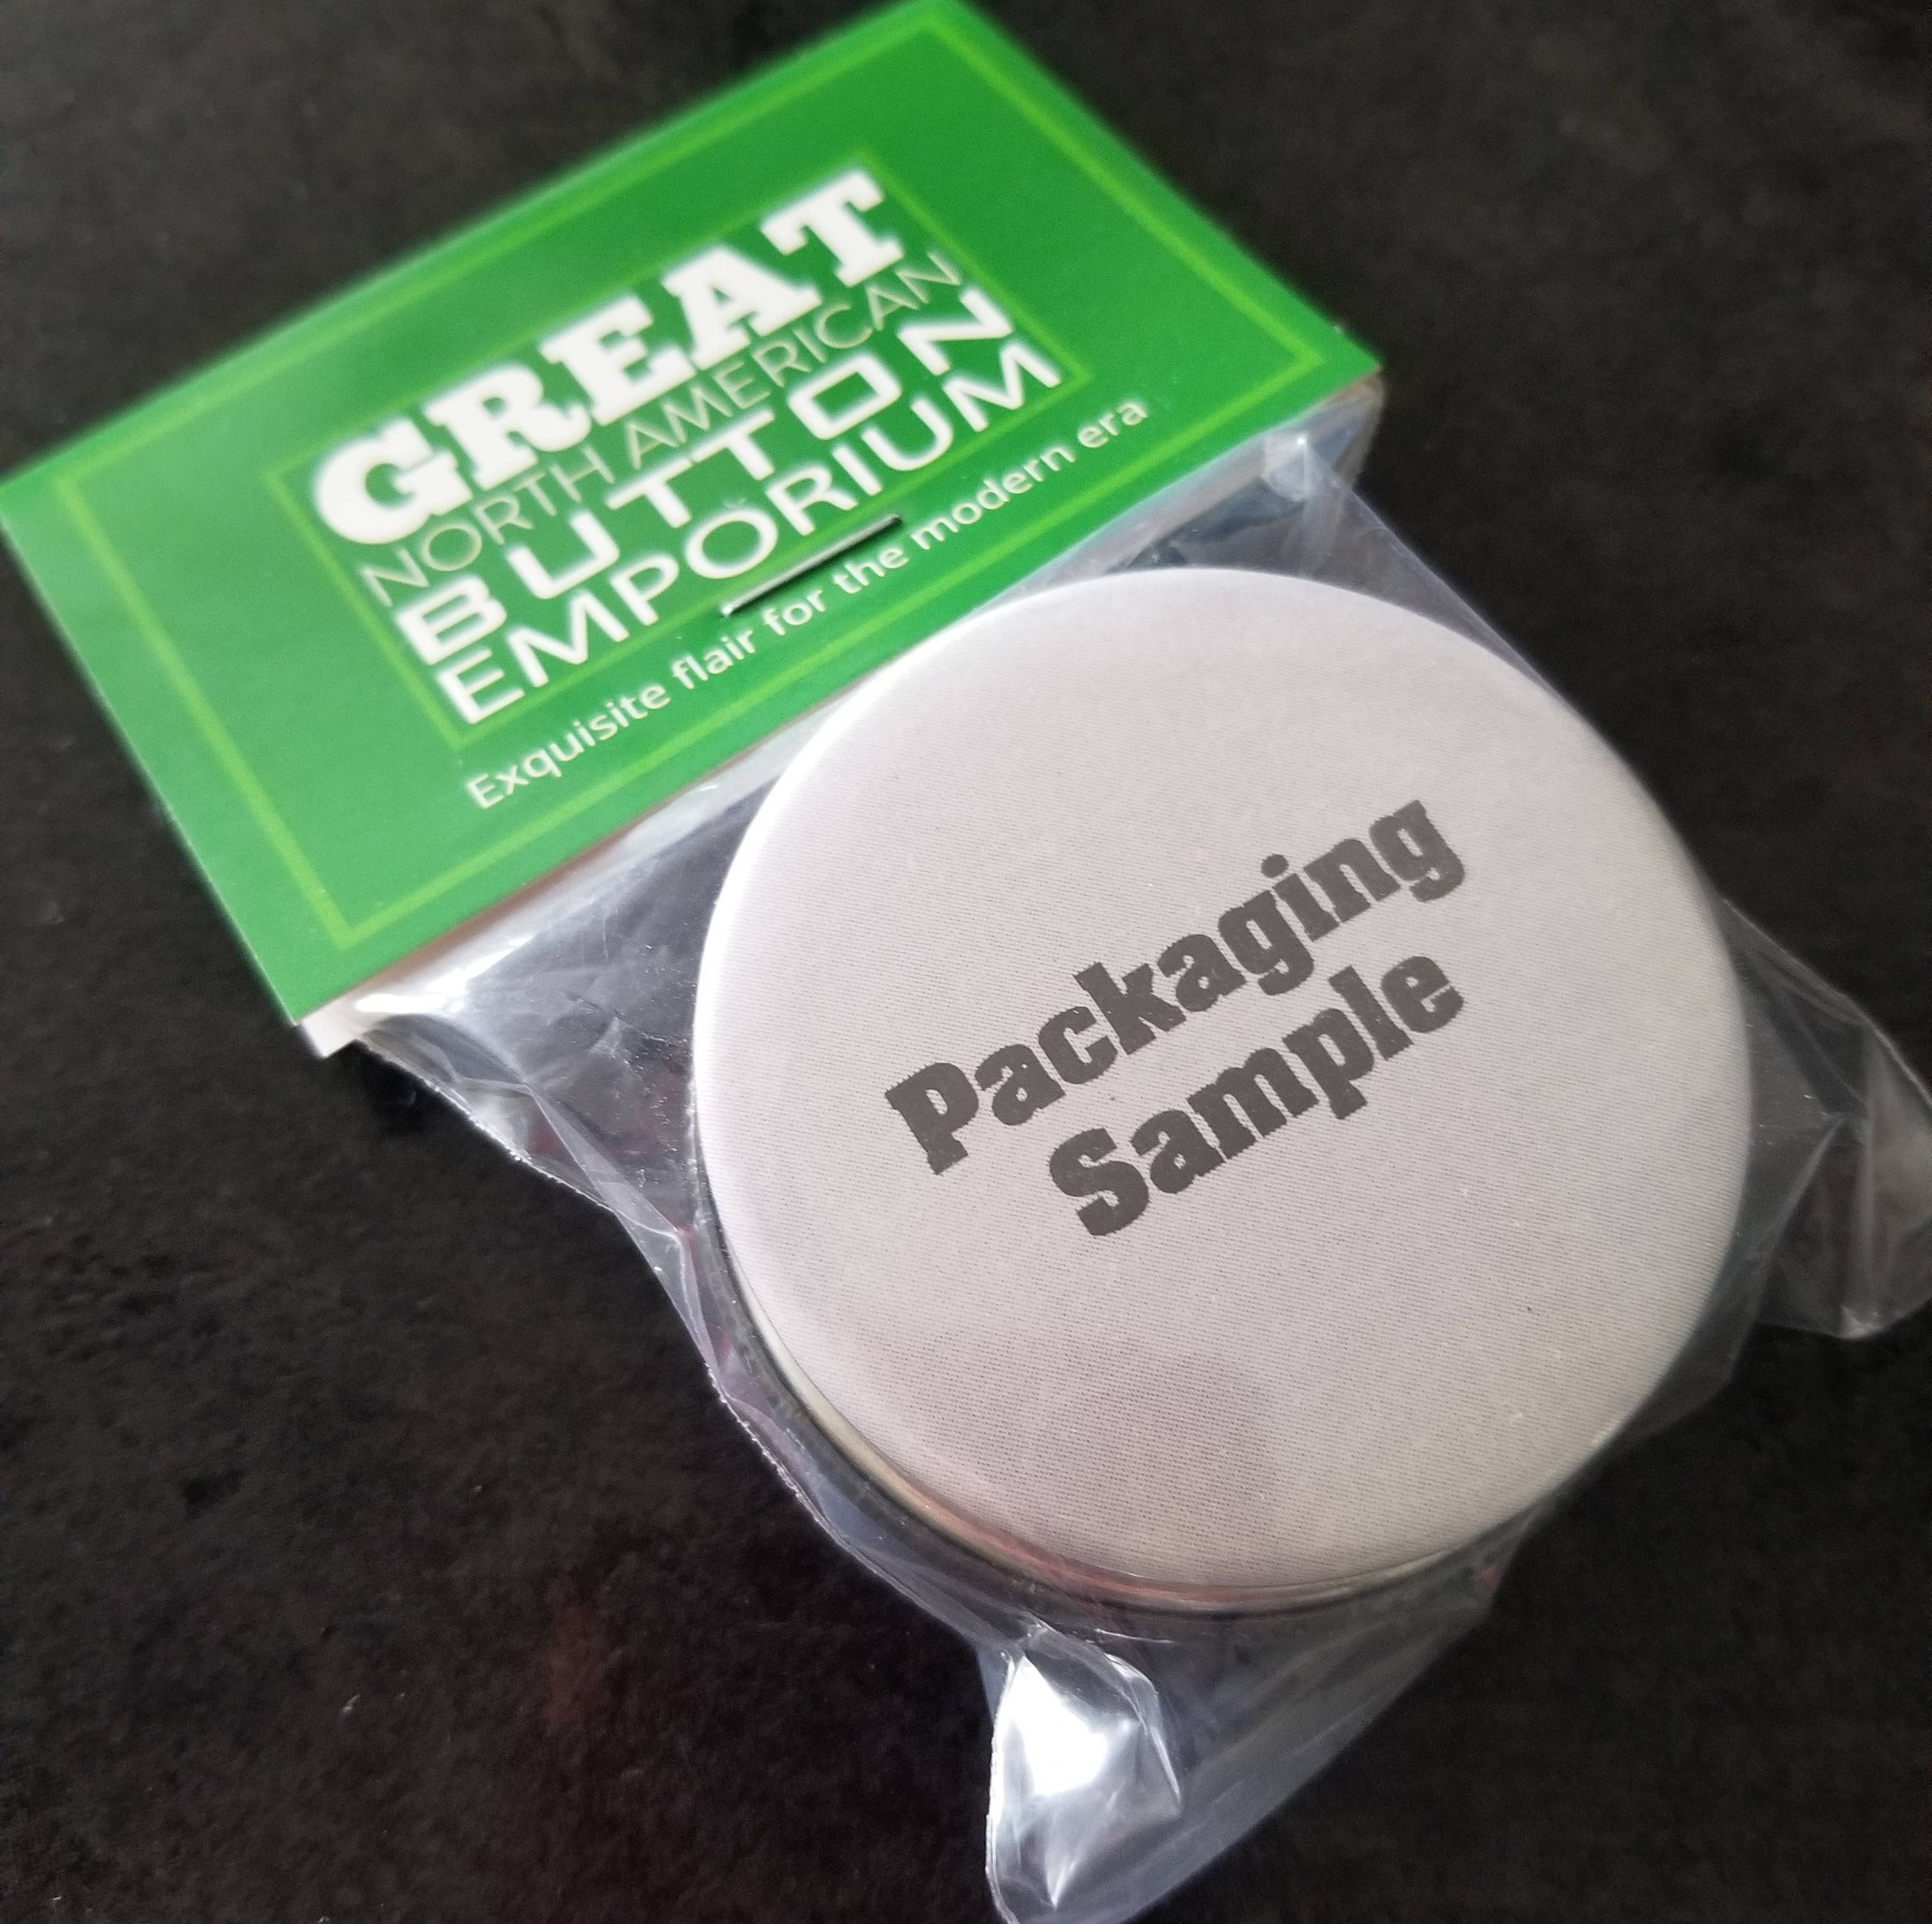 GREAT
NORTH AMERICAN
BUTTON
EMPORIUM
Exquisite flair for the modern era
Packaging
Sample